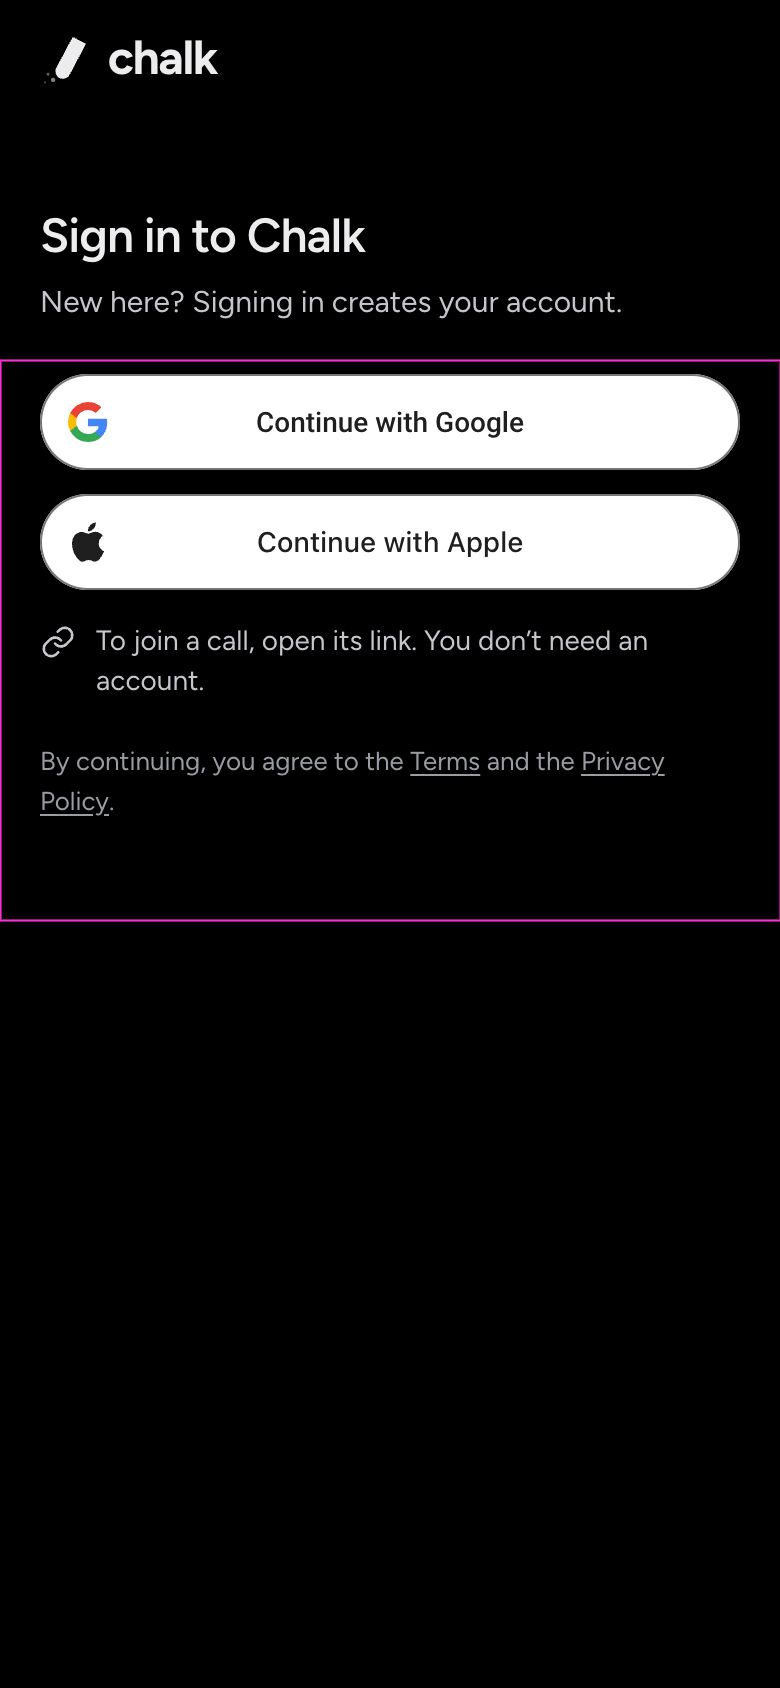 chalk
Sign in to Chalk
New here? Signing in creates your account.
Continue with Google
Continue with Apple
To join a call, open its link. You don’t need an
account.
By continuing, you agree to the Terms and the Privacy
Policy.